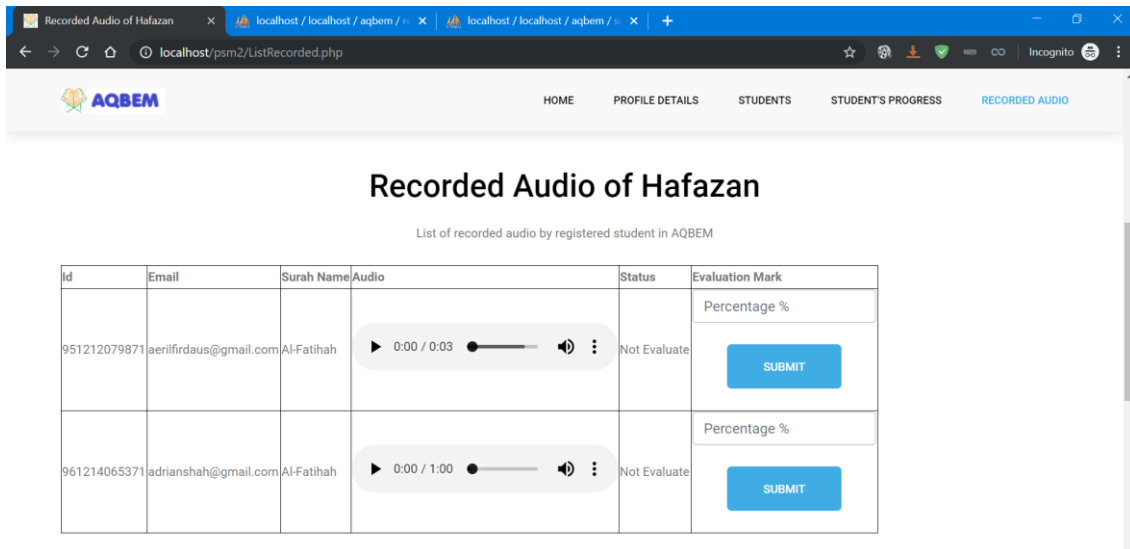 Recorded Audio of Hafazan
localhost / localhost / aqbem /
localhost / localhost / aqbem /
localhost/psm2/ListRecorded.php
Incognito
AQBEM
HOME PROFILE DETAILS STUDENTS STUDENT'S PROGRESS RECORDED AUDIO
Recorded Audio of Hafazan
List of recorded audio by registered student in AQBEM
Id Email Surah Name Audio Status Evaluation Mark
Percentage %
951212079871 aerilfirdaus@gmail.com Al-Fatihah 0:00 / 0:03 Not Evaluate
SUBMIT
Percentage %
961214065371 adrianshah@gmail.com Al-Fatihah 0:00 / 1:00 Not Evaluate
SUBMIT